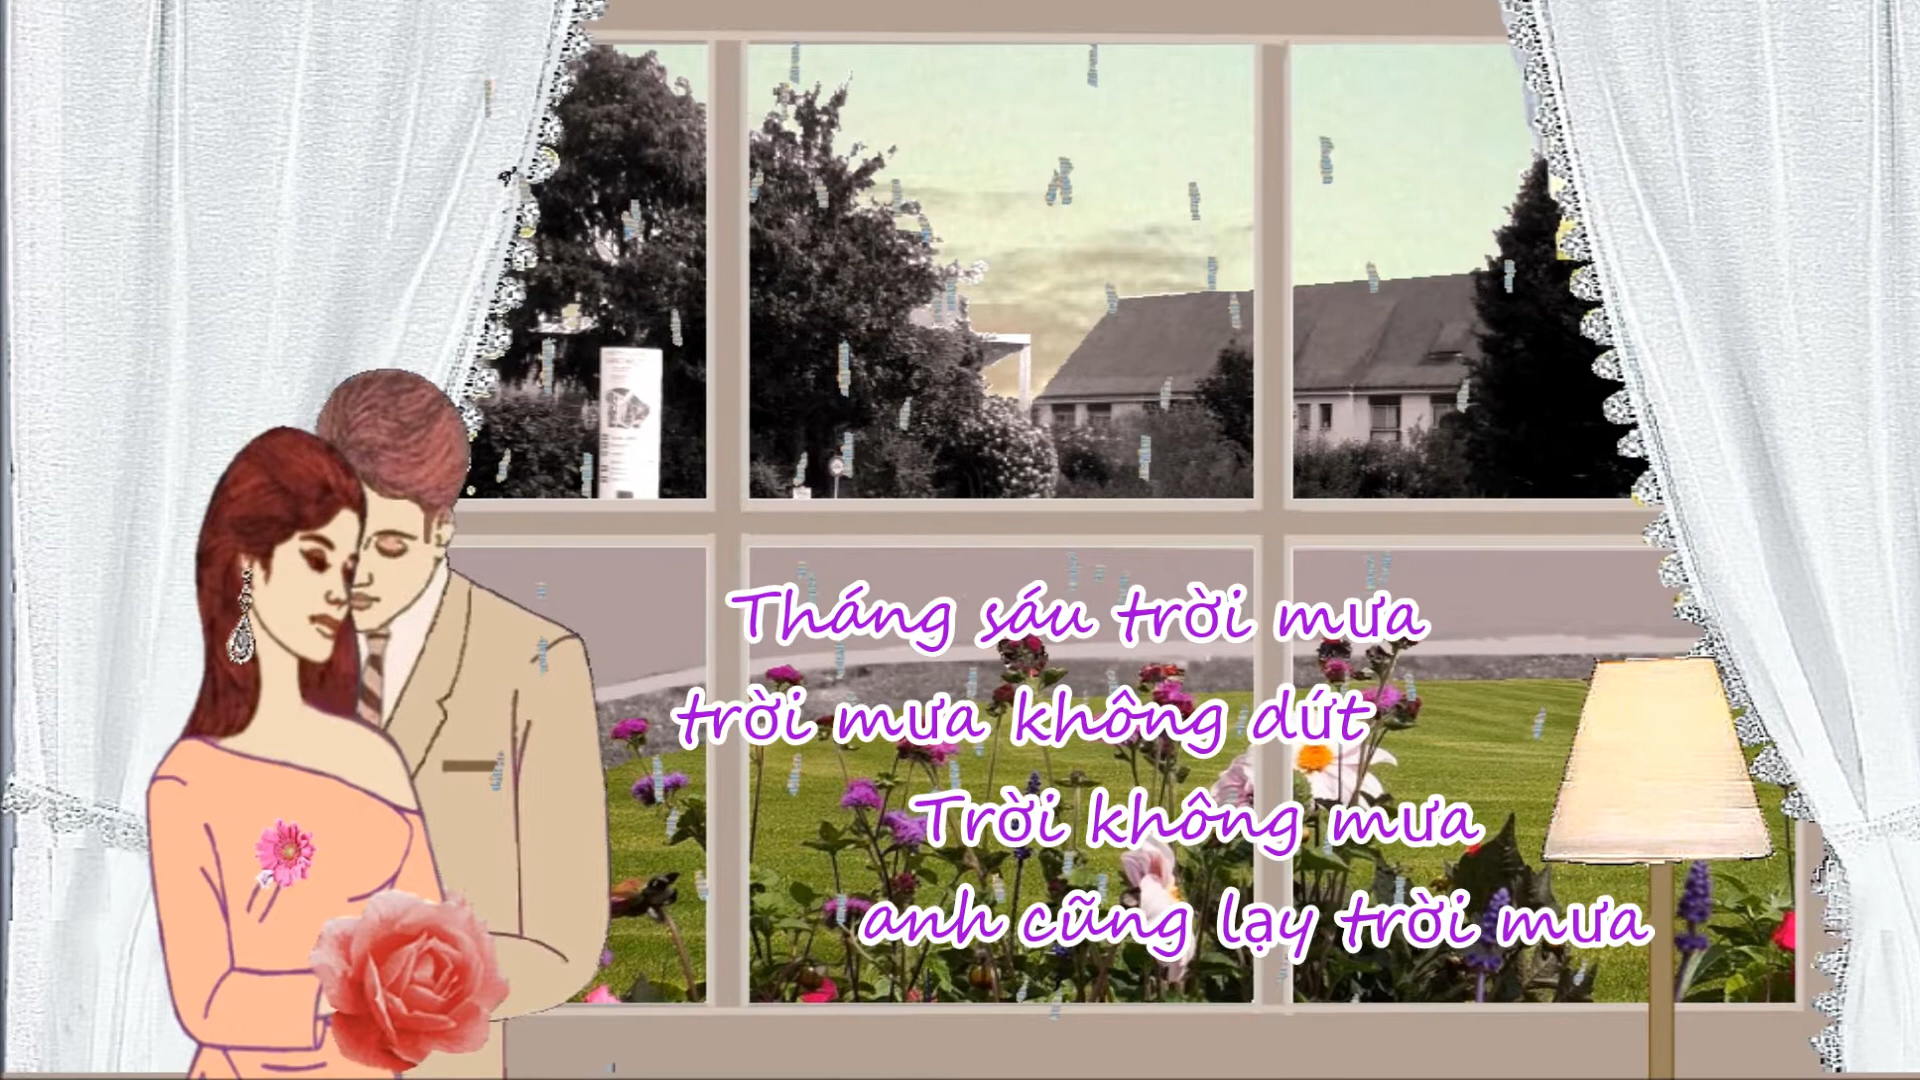 Tháng sáu trời mưa
trời mưa không dứt
Trời không mưa
anh cũng lạy trời mưa